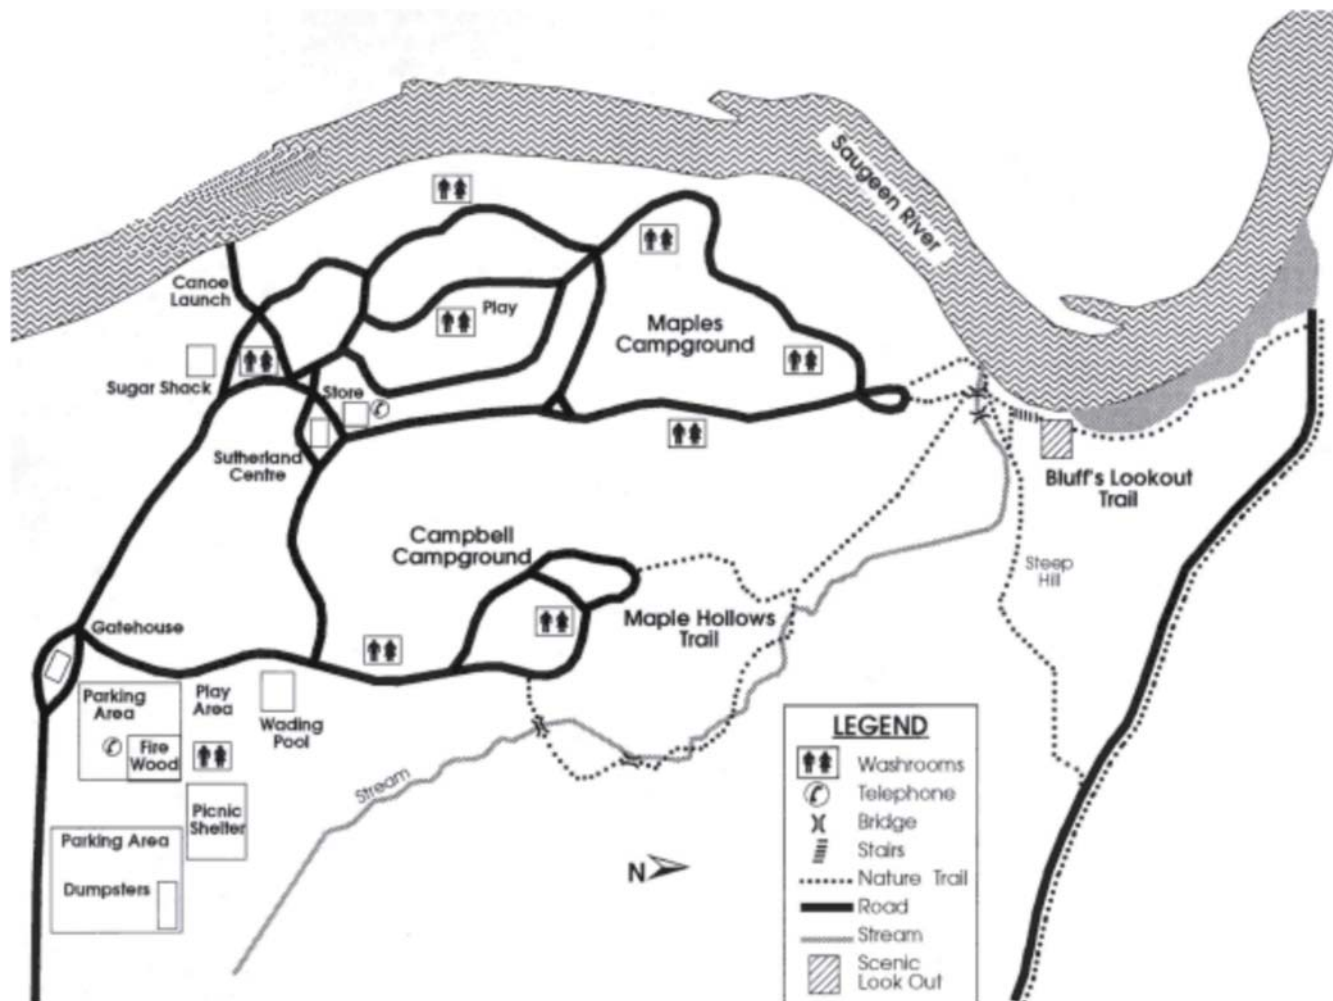 Saugeen River
Canoe
Launch
Play
Maples
Campground
Sugar Shack
Store
Sutherland
Centre
Bluff's Lookout
Trail
Campbell
Campground
Steep
Hill
Maple Hollows
Trail
Gatehouse
Parking
Area
Play
Area
Wading
Pool
Fire
Wood
Picnic
Shelter
Stream
Parking Area
Dumpsters
N
LEGEND
Washrooms
Telephone
Bridge
Stairs
Nature Trail
Road
Stream
Scenic
Look Out